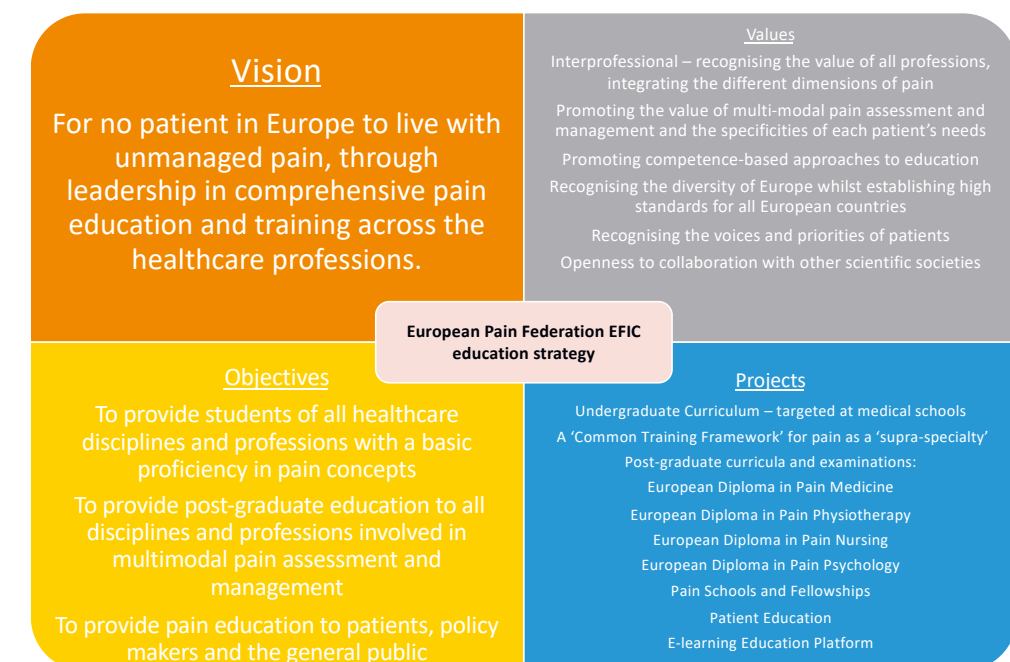 Vision
For no patient in Europe to live with
unmanaged pain, through
leadership in comprehensive pain
education and training across the
healthcare professions.
Values
Interprofessional – recognising the value of all professions,
integrating the different dimensions of pain
Promoting the value of multi-modal pain assessment and
management and the specificities of each patient’s needs
Promoting competence-based approaches to education
Recognising the diversity of Europe whilst establishing high
standards for all European countries
Recognising the voices and priorities of patients
Openness to collaboration with other scientific societies
European Pain Federation EFIC
education strategy
Objectives
To provide students of all healthcare
disciplines and professions with a basic
proficiency in pain concepts
To provide post-graduate education to all
disciplines and professions involved in
multimodal pain assessment and
management
To provide pain education to patients, policy
makers and the general public
Projects
Undergraduate Curriculum – targeted at medical schools
A ‘Common Training Framework’ for pain as a ‘supra-specialty’
Post-graduate curricula and examinations:
European Diploma in Pain Medicine
European Diploma in Pain Physiotherapy
European Diploma in Pain Nursing
European Diploma in Pain Psychology
Pain Schools and Fellowships
Patient Education
E-learning Education Platform